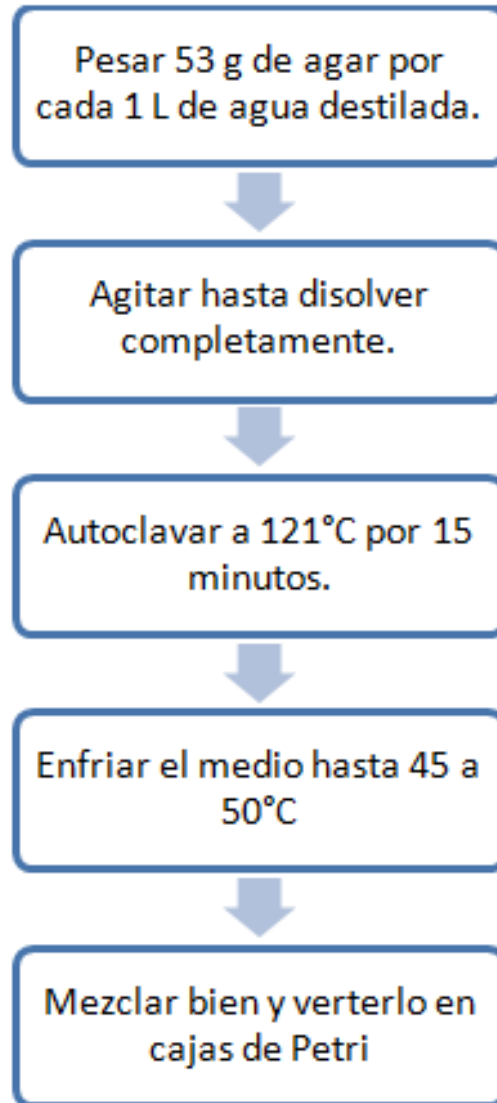 Pesar 53 g de agar por
cada 1 L de agua destilada.
Agitar hasta disolver
completamente.
Autoclavar a 121°C por 15
minutos.
Enfriar el medio hasta 45 a
50°C
Mezclar bien y verterlo en
cajas de Petri